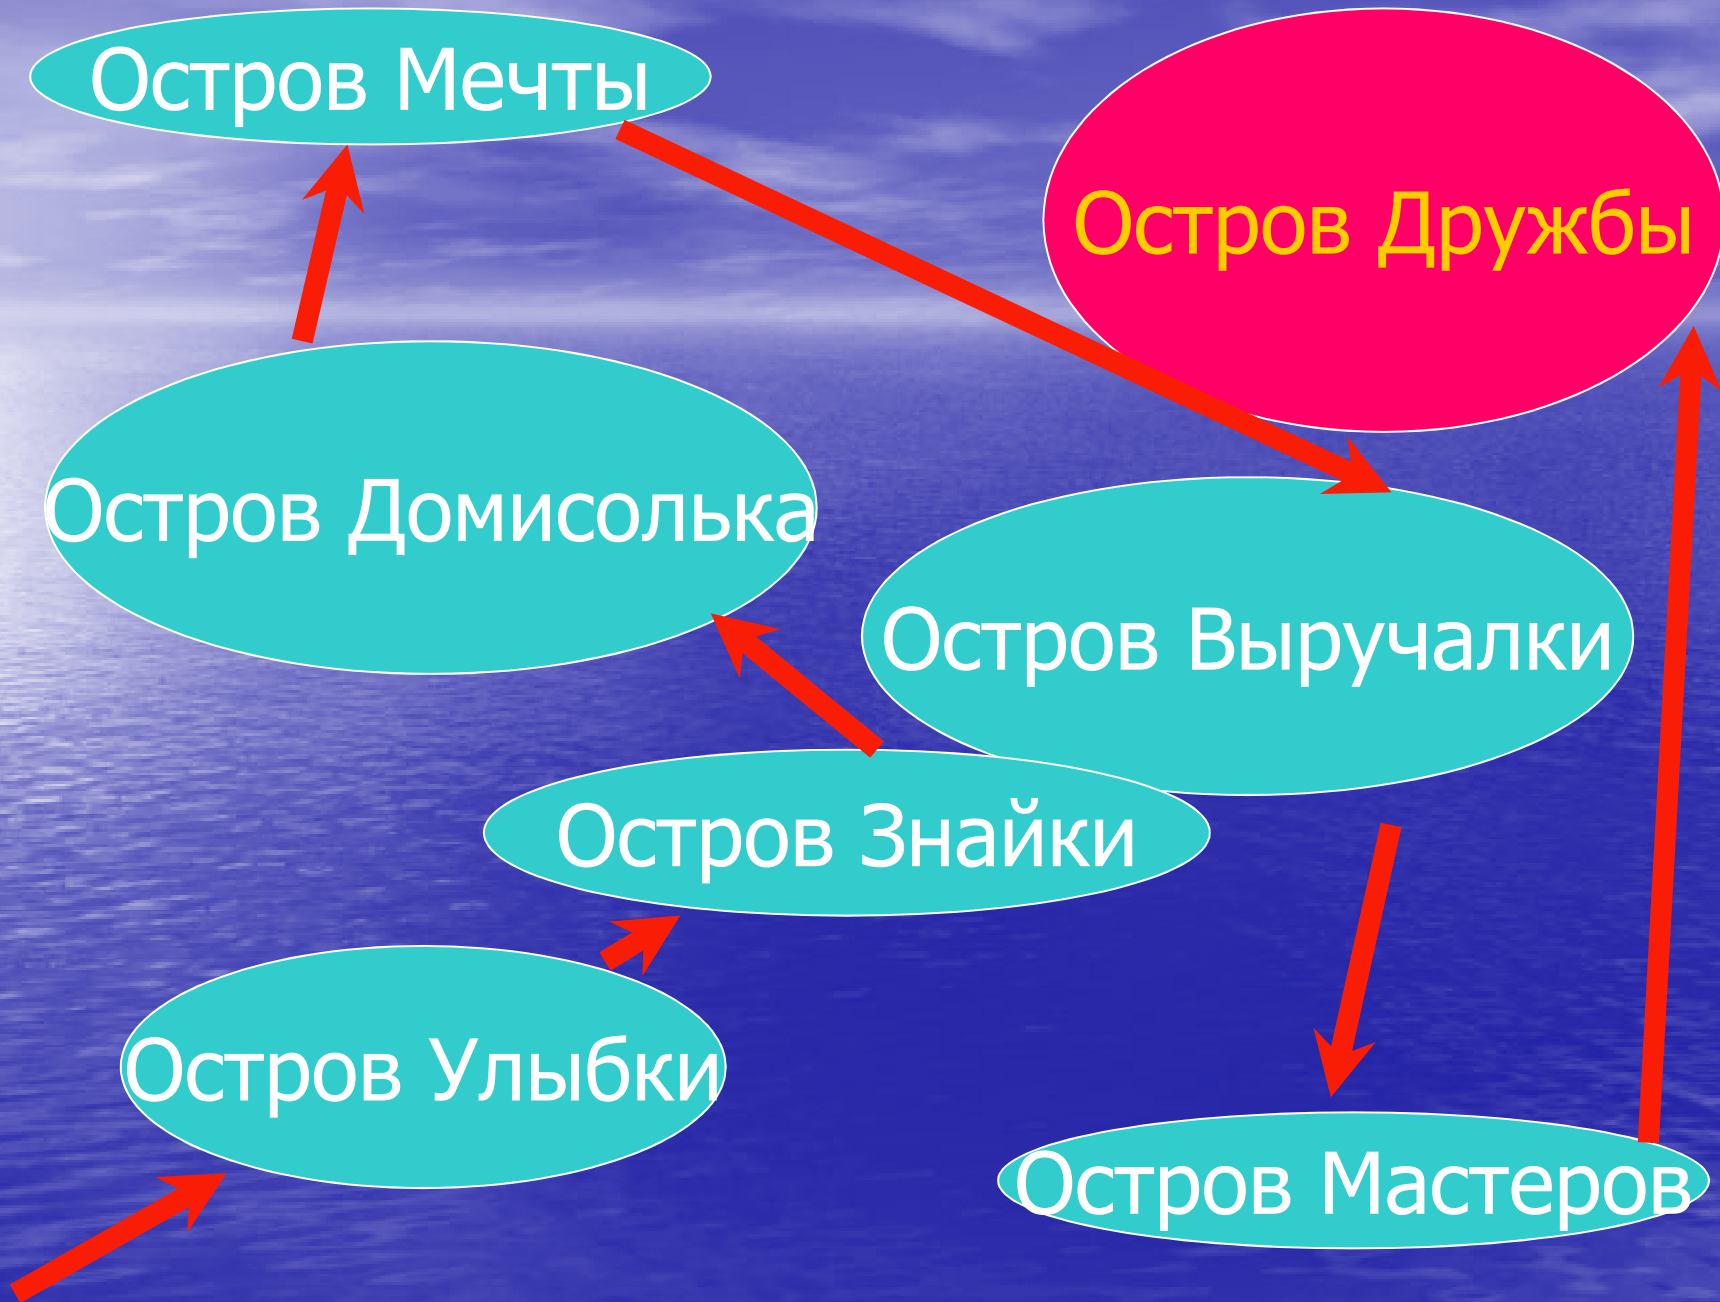 Остров Мечты
Остров Дружбы
Остров Домисолька
Остров Выручалки
Остров Знайки
Остров Улыбки
Остров Мастеров